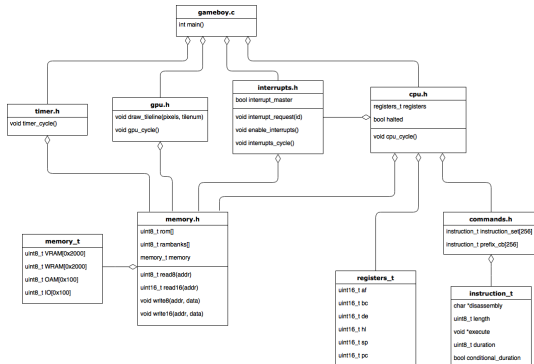 gameboy.c
int main()
timer.h
void timer_cycle()
gpu.h
void draw_tileline(pixels, tilenum)
void gpu_cycle()
interrupts.h
bool interrupt_master
void interrupt_request(id)
void enable_interrupts()
void interrupts_cycle()
cpu.h
registers_t registers
bool halted
void cpu_cycle()
memory_t
uint8_t VRAM[0x2000]
uint8_t WRAM[0x2000]
uint8_t OAM[0x100]
uint8_t IO[0x100]
memory.h
uint8_t rom[]
uint8_t rambanks[]
memory_t memory
uint8_t read8(addr)
uint16_t read16(addr)
void write8(addr, data)
void write16(addr, data)
registers_t
uint16_t af
uint16_t bc
uint16_t de
uint16_t hl
uint16_t sp
uint16_t pc
commands.h
instruction_t instruction_set[256]
instruction_t prefix_cb[256]
instruction_t
char *disassembly
uint8_t length
void *execute
uint8_t duration
bool conditional_duration